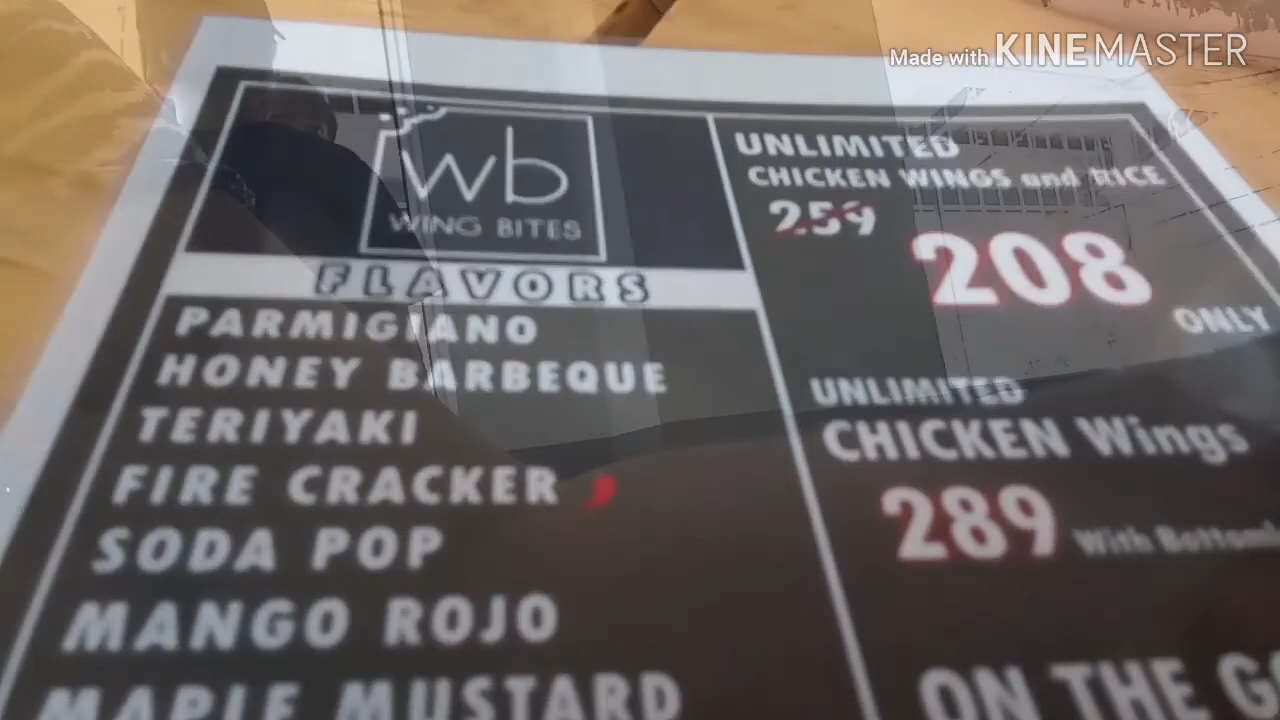 Made with KINEMASTER
wb
WING BITES
FLAVORS
PARMIGIANO
HONEY BARBEQUE
TERIYAKI
FIRE CRACKER
SODA POP
MANGO ROJO
MAPLE MUSTARD
UNLIMITED
CHICKEN WINGS and RICE
259
208
ONLY
UNLIMITED
CHICKEN Wings
289 With
ON THE